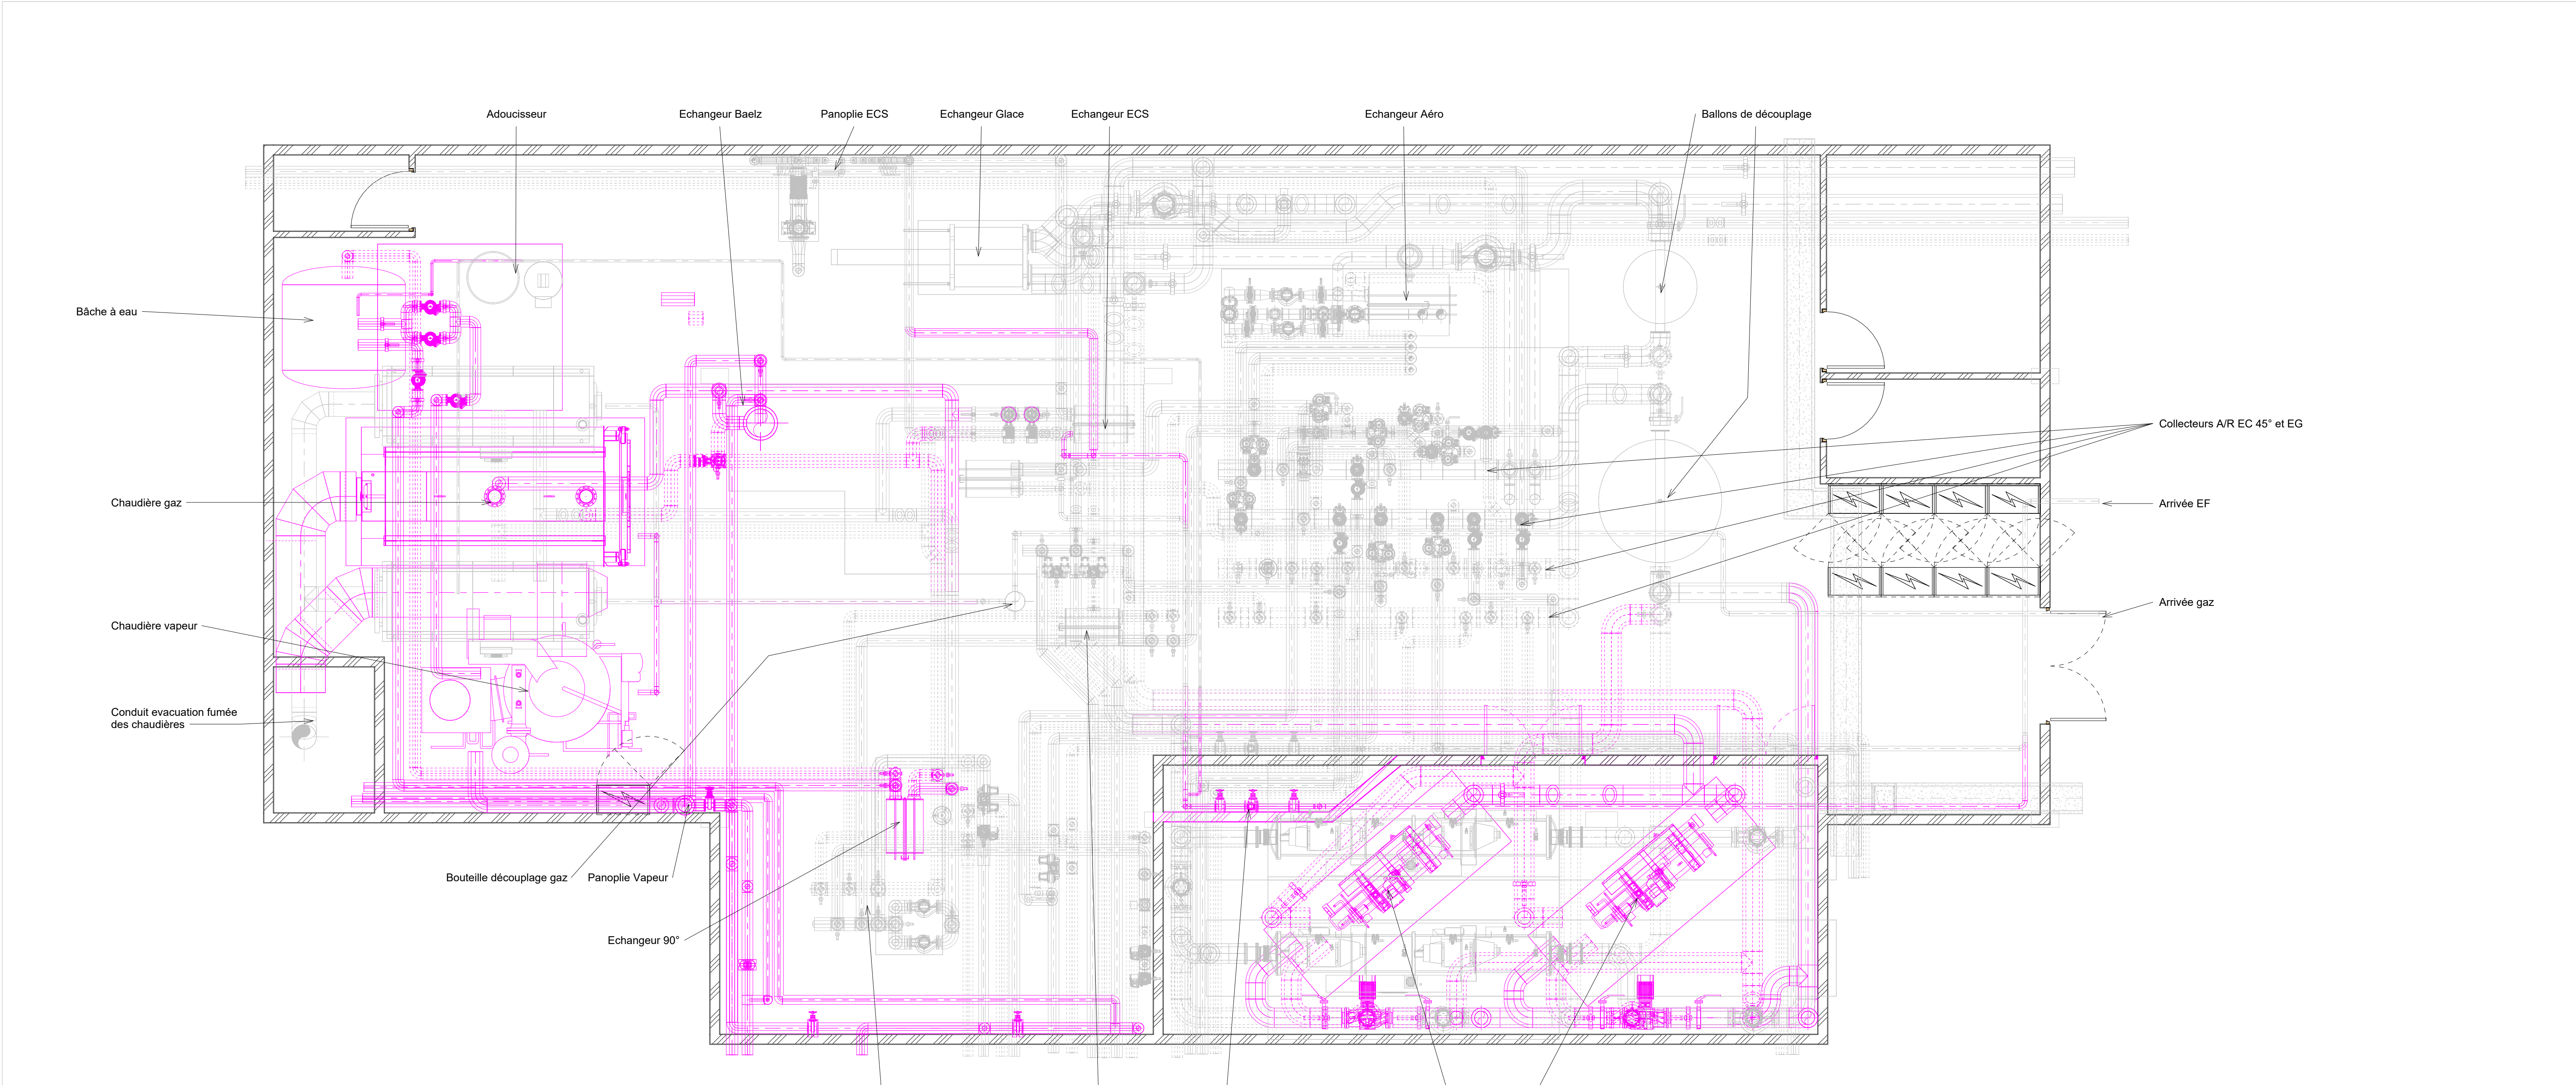 Adoucisseur
Echangeur Baelz
Panoplie ECS
Echangeur Glace
Echangeur ECS
Echangeur Aéro
Ballons de découplage
Bâche à eau
Collecteurs A/R EC 45° et EG
Chaudière gaz
Arrivée EF
Arrivée gaz
Chaudière vapeur
Conduit evacuation fumée
des chaudières
Bouteille découplage gaz
Panoplie Vapeur
Echangeur 90°